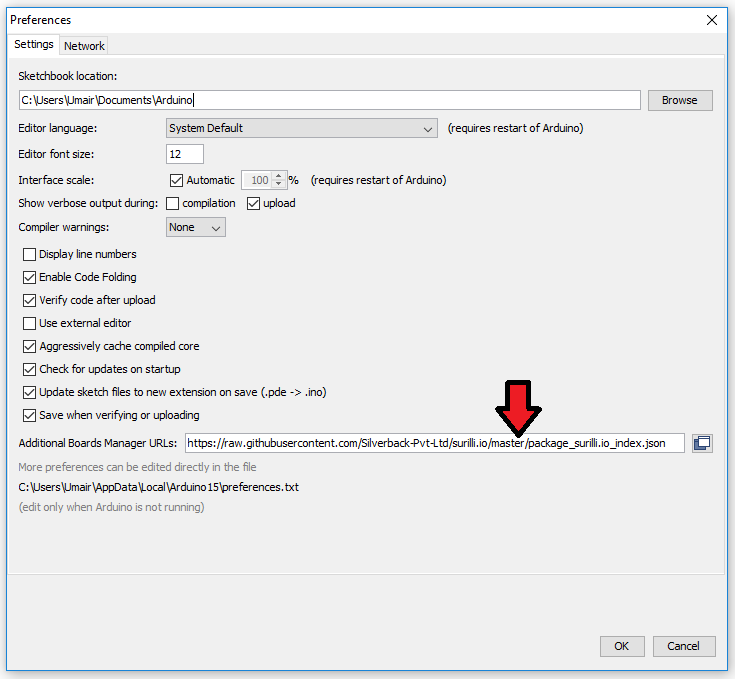 Preferences
Settings Network
Sketchbook location:
C:\Users\Umair\Documents\Arduino Browse
Editor language: System Default (requires restart of Arduino)
Editor font size: 12
Interface scale: Automatic 100 % (requires restart of Arduino)
Show verbose output during: compilation upload
Compiler warnings: None
Display line numbers
Enable Code Folding
Verify code after upload
Use external editor
Aggressively cache compiled core
Check for updates on startup
Update sketch files to new extension on save (.pde -> .ino)
Save when verifying or uploading
Additional Boards Manager URLs: https://raw.githubusercontent.com/Silverback-Pvt-Ltd/surilli.io/master/package_surilli.io_index.json
More preferences can be edited directly in the file
C:\Users\Umair\AppData\Local\Arduino15\preferences.txt
(edit only when Arduino is not running)
OK Cancel